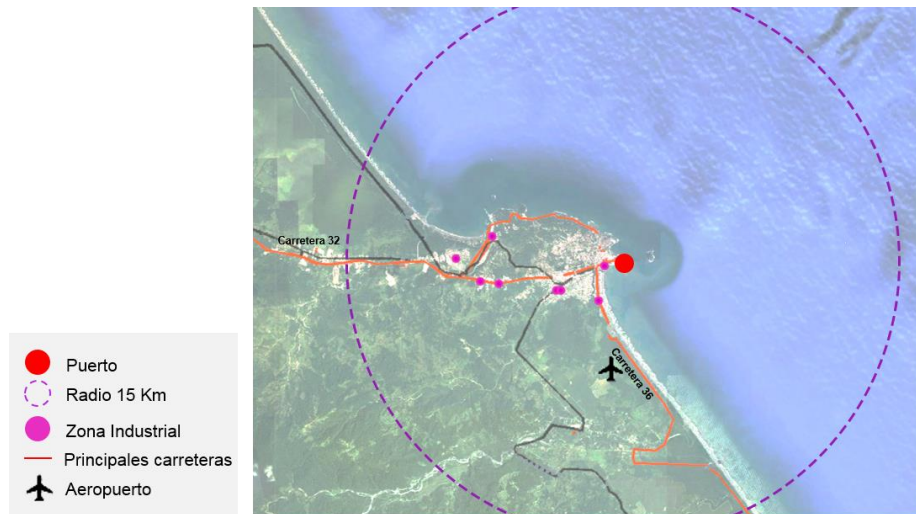 Carretera 32
Carretera 36
Puerto
Radio 15 Km
Zona Industrial
Principales carreteras
Aeropuerto